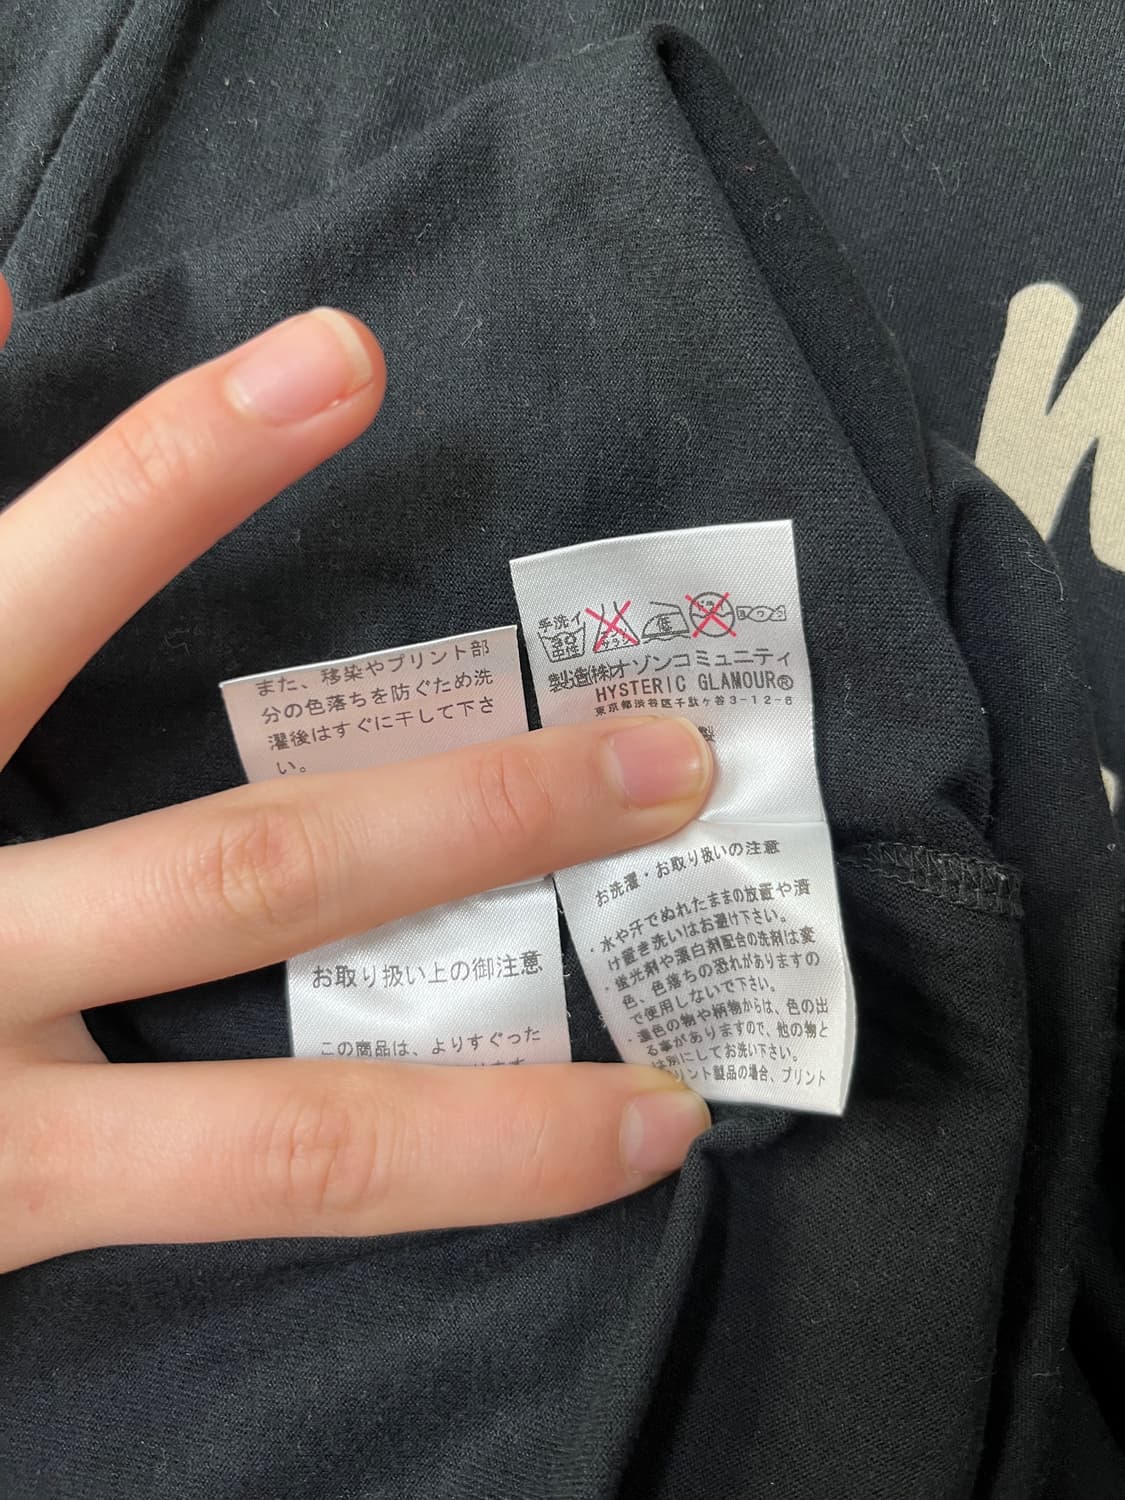 また、移染やプリント部
分の色落ちを防ぐため洗
濯後はすぐに干して下さ
い。
お取り扱い上の御注意
この商品は、よりすぐった
手洗イ
中性
サラシ
低
製造(株)オゾンコミュニティ
HYSTERIC GLAMOUR®
東京都渋谷区千駄ヶ谷3-12-6
製
お洗濯・お取り扱いの注意
・水や汗でぬれたままの放置や漬
け置き洗いはお避け下さい。
・蛍光剤や漂白剤配合の洗剤は変
色、色落ちの恐れがありますの
で使用しないで下さい。
・濃色の物や柄物からは、色の出
る事がありますので、他の物と
は別にしてお洗い下さい。
リント製品の場合、プリント